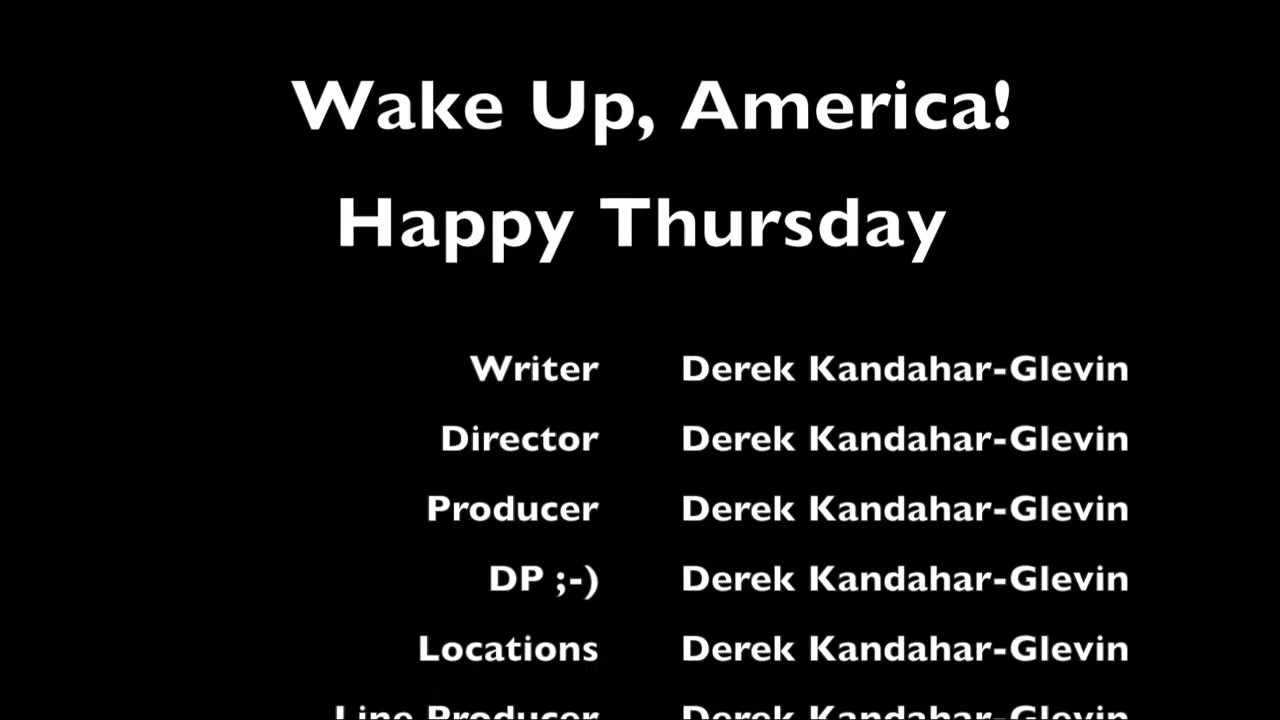 Wake Up, America!
Happy Thursday
Writer Derek Kandahar-Glevin
Director Derek Kandahar-Glevin
Producer Derek Kandahar-Glevin
DP ;-) Derek Kandahar-Glevin
Locations Derek Kandahar-Glevin
Line Producer Derek Kandahar-Glevin